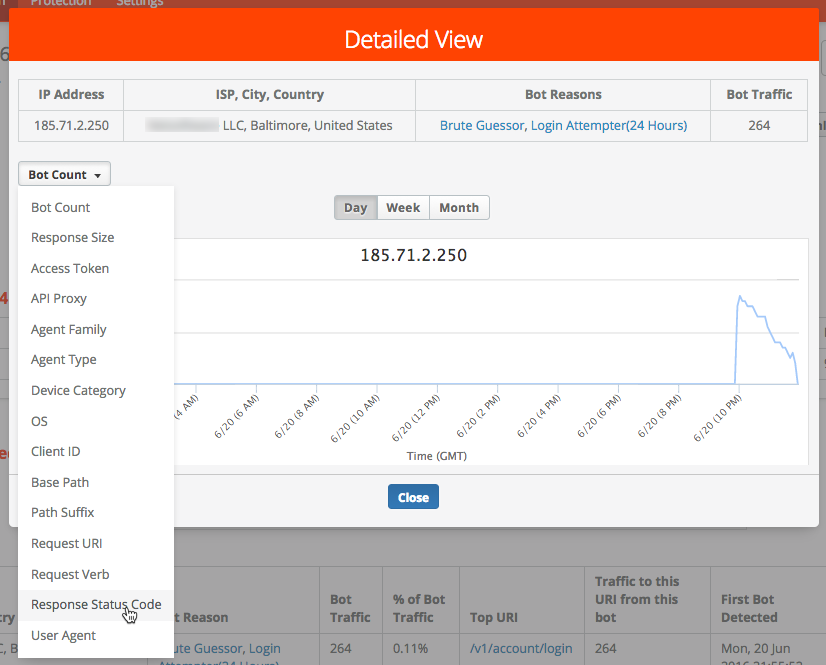 Protection Settings
Detailed View
IP Address ISP, City, Country Bot Reasons Bot Traffic
185.71.2.250 LLC, Baltimore, United States Brute Guessor, Login Attempter(24 Hours) 264
Bot Count
Bot Count
Response Size
Access Token
API Proxy
Agent Family
Agent Type
Device Category
OS
Client ID
Base Path
Path Suffix
Request URI
Request Verb
Response Status Code
User Agent
Day Week Month
185.71.2.250
(4 AM) 6/20 (6 AM) 6/20 (8 AM) 6/20 (10 AM) 6/20 (12 PM) 6/20 (2 PM) 6/20 (4 PM) 6/20 (6 PM) 6/20 (8 PM) 6/20 (10 PM)
Time (GMT)
Close
t Reason Bot Traffic % of Bot Traffic Top URI Traffic to this URI from this bot First Bot Detected
ute Guessor, Login 264 0.11% /v1/account/login 264 Mon, 20 Jun
Attempter(24 Hours) 2016 21:55:53